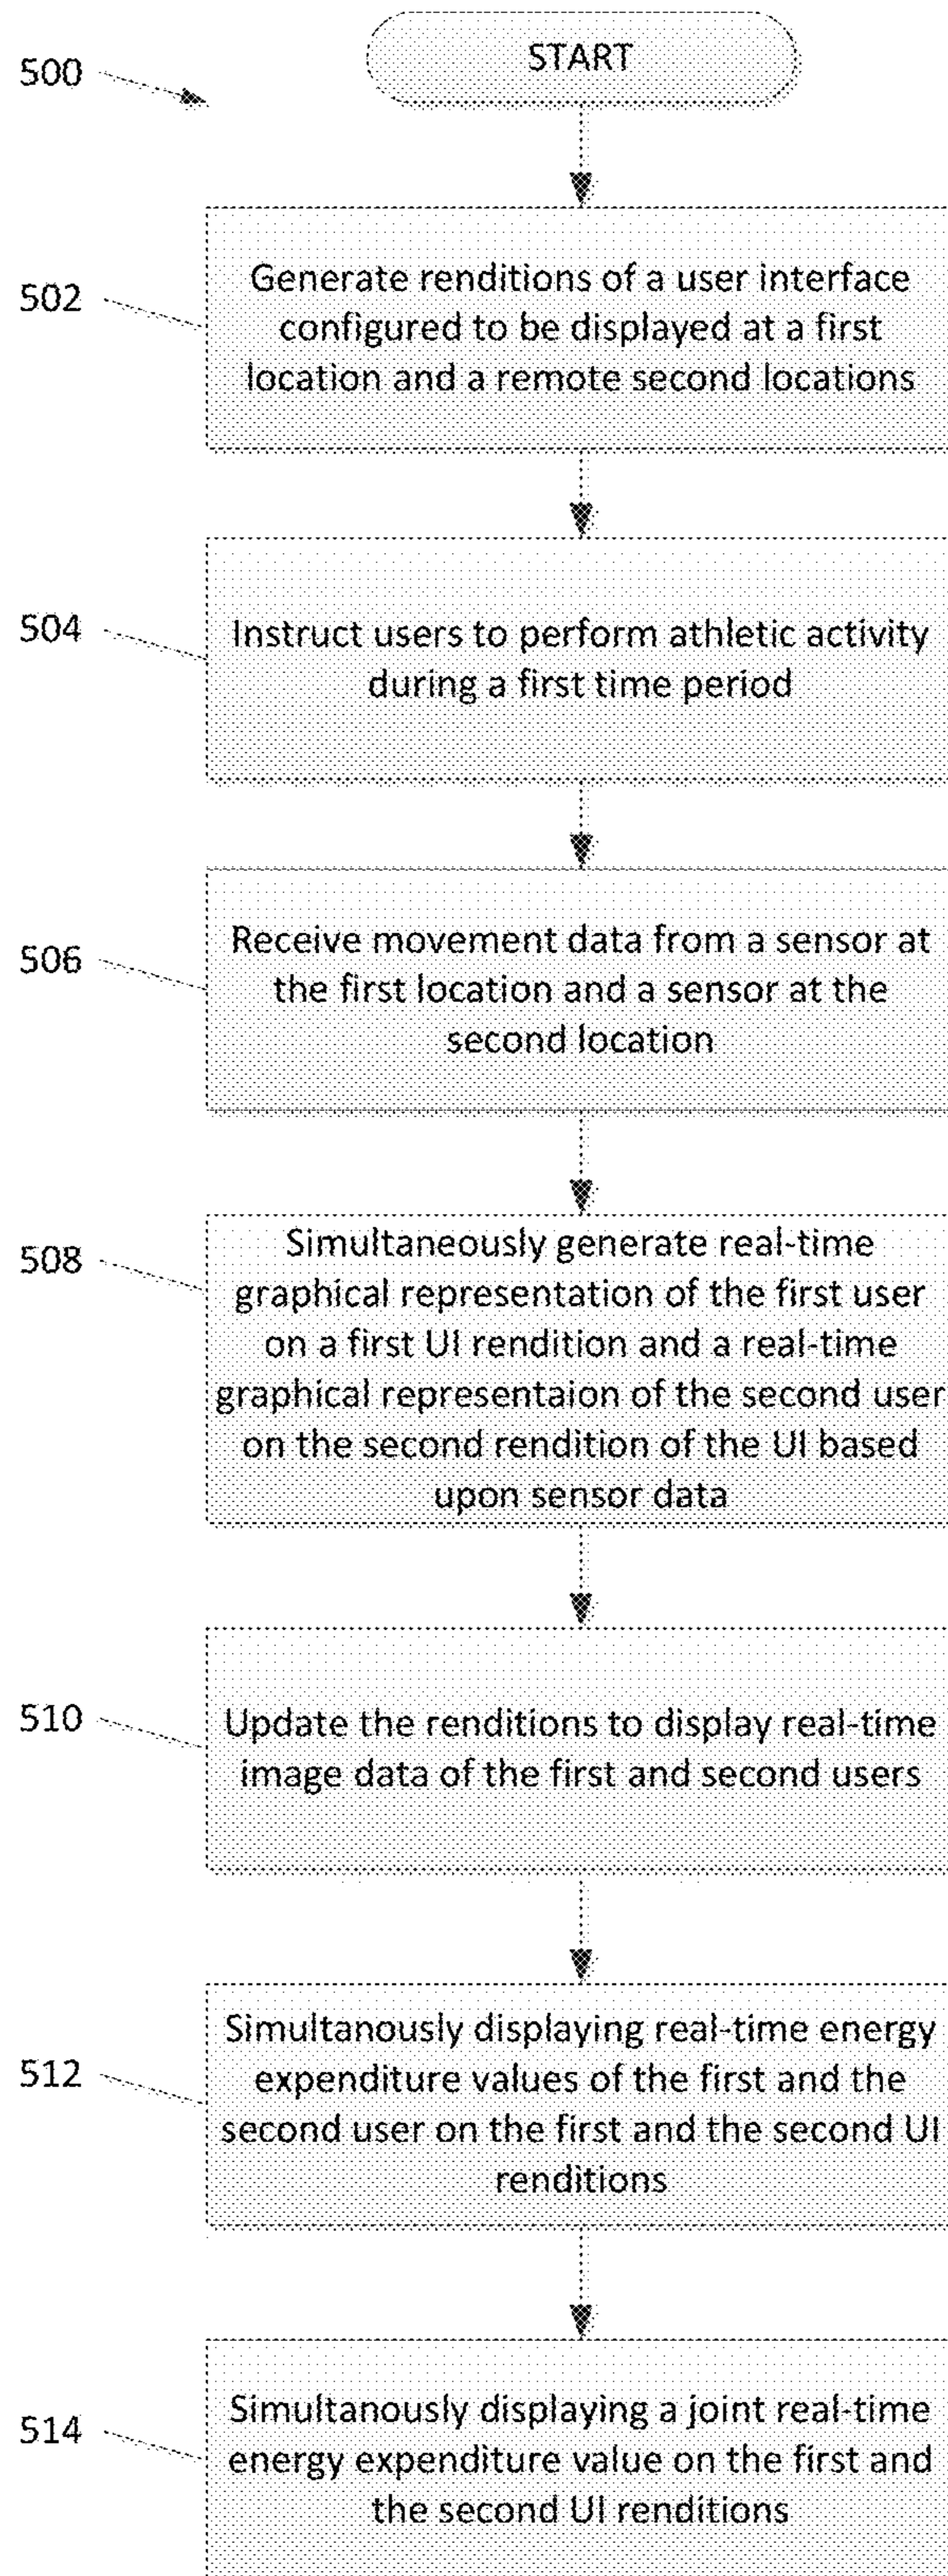 START
500
502
Generate renditions of a user interface
configured to be displayed at a first
location and a remote second locations
504
Instruct users to perform athletic activity
during a first time period
506
Receive movement data from a sensor at
the first location and a sensor at the
second location
508
Simultaneously generate real-time
graphical representation of the first user
on a first UI rendition and a real-time
graphical representaion of the second user
on the second rendition of the UI based
upon sensor data
510
Update the renditions to display real-time
image data of the first and second users
512
Simultanously displaying real-time energy
expenditure values of the first and the
second user on the first and the second UI
renditions
514
Simultanously displaying a joint real-time
energy expenditure value on the first and
the second UI renditions